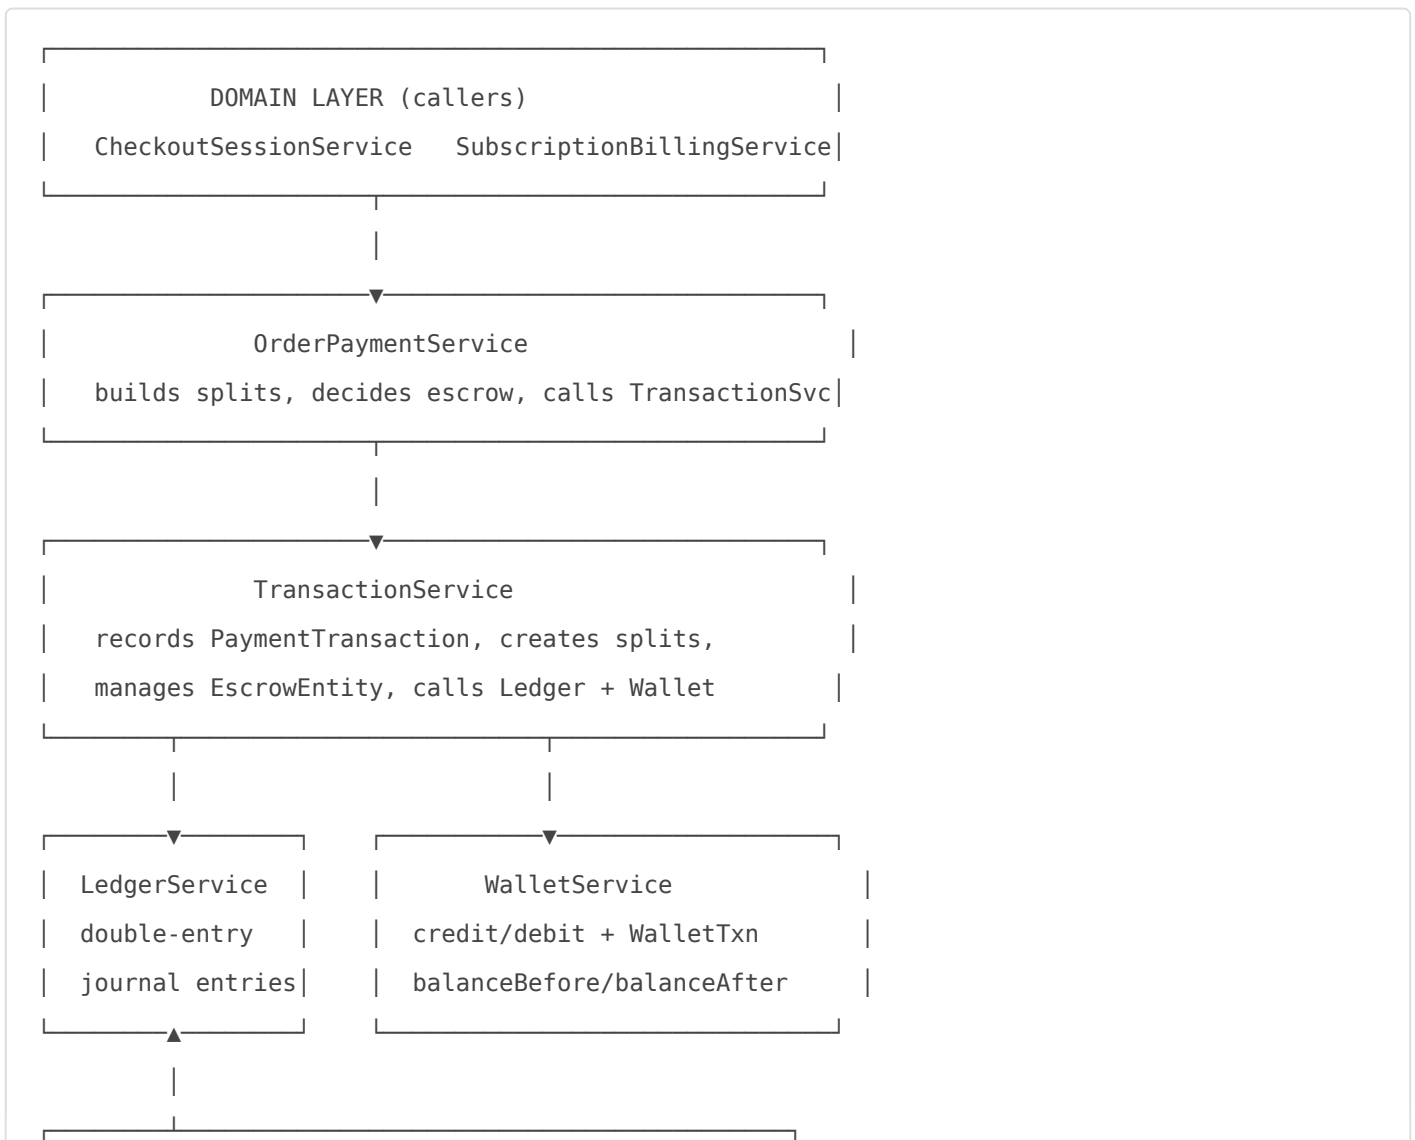 DOMAIN LAYER (callers)
CheckoutSessionService   SubscriptionBillingService
OrderPaymentService
builds splits, decides escrow, calls TransactionSvc
TransactionService
records PaymentTransaction, creates splits,
manages EscrowEntity, calls Ledger + Wallet
LedgerService
double-entry
journal entries
WalletService
credit/debit + WalletTxn
balanceBefore/balanceAfter